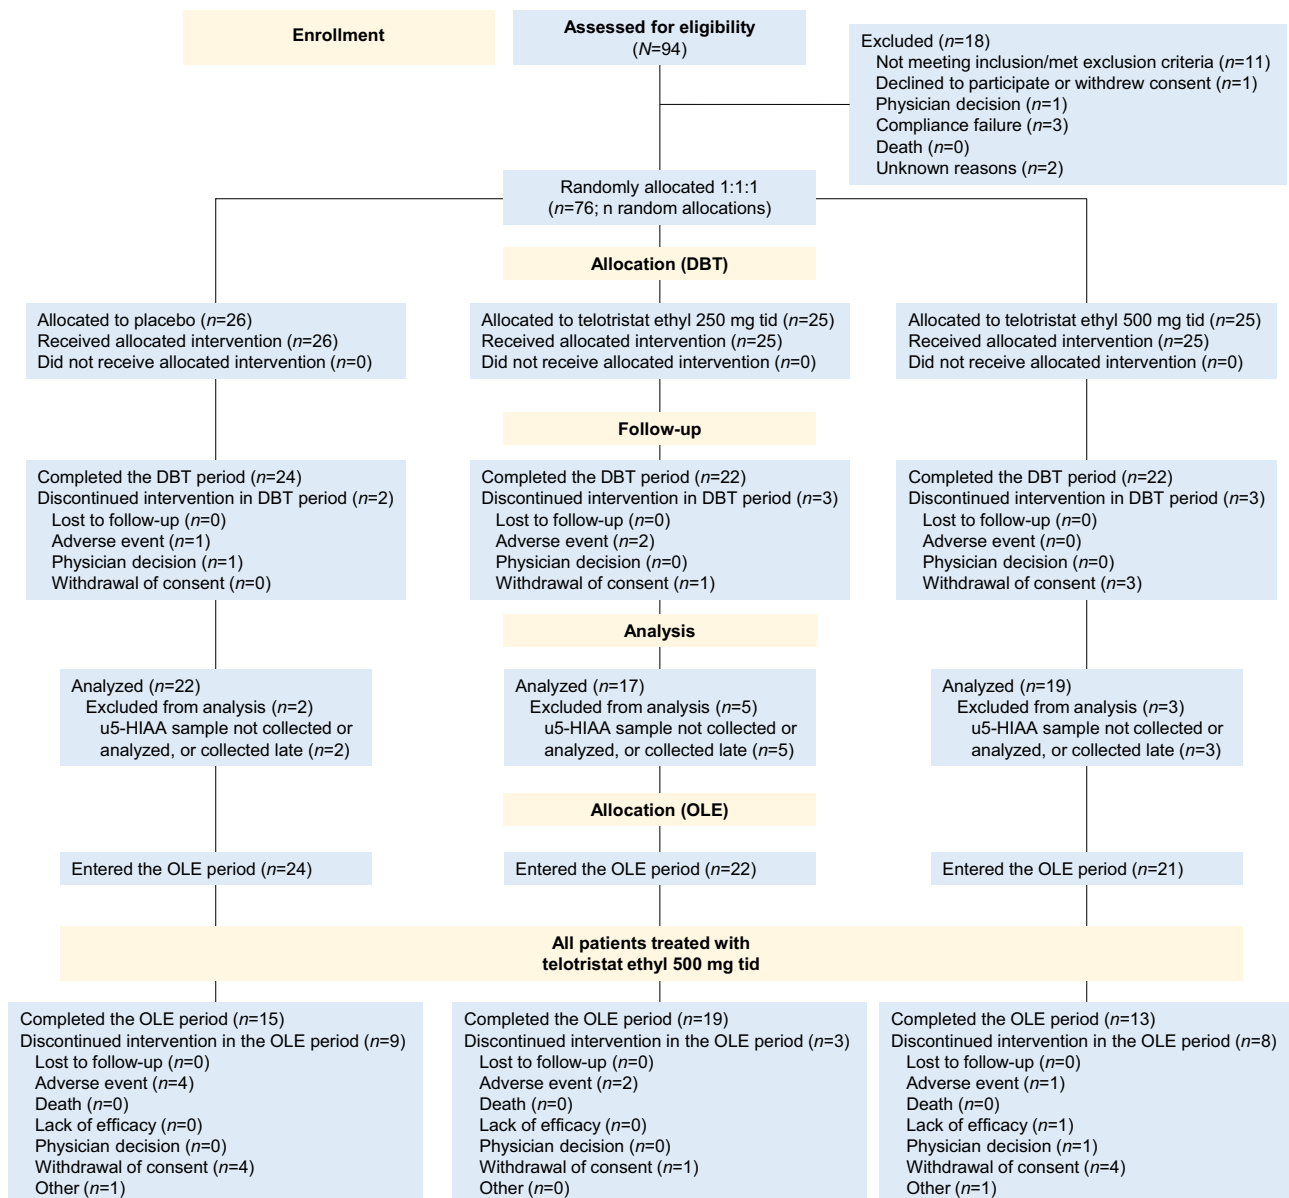 Enrollment
Assessed for eligibility
(N=94)
Excluded (n=18)
Not meeting inclusion/met exclusion criteria (n=11)
Declined to participate or withdrew consent (n=1)
Physician decision (n=1)
Compliance failure (n=3)
Death (n=0)
Unknown reasons (n=2)
Randomly allocated 1:1:1
(n=76; n random allocations)
Allocation (DBT)
Allocated to placebo (n=26)
Received allocated intervention (n=26)
Did not receive allocated intervention (n=0)
Allocated to telotristat ethyl 250 mg tid (n=25)
Received allocated intervention (n=25)
Did not receive allocated intervention (n=0)
Allocated to telotristat ethyl 500 mg tid (n=25)
Received allocated intervention (n=25)
Did not receive allocated intervention (n=0)
Follow-up
Completed the DBT period (n=24)
Discontinued intervention in DBT period (n=2)
Lost to follow-up (n=0)
Adverse event (n=1)
Physician decision (n=1)
Withdrawal of consent (n=0)
Completed the DBT period (n=22)
Discontinued intervention in DBT period (n=3)
Lost to follow-up (n=0)
Adverse event (n=2)
Physician decision (n=0)
Withdrawal of consent (n=1)
Completed the DBT period (n=22)
Discontinued intervention in DBT period (n=3)
Lost to follow-up (n=0)
Adverse event (n=0)
Physician decision (n=0)
Withdrawal of consent (n=3)
Analysis
Analyzed (n=22)
Excluded from analysis (n=2)
u5-HIAA sample not collected or
analyzed, or collected late (n=2)
Analyzed (n=17)
Excluded from analysis (n=5)
u5-HIAA sample not collected or
analyzed, or collected late (n=5)
Analyzed (n=19)
Excluded from analysis (n=3)
u5-HIAA sample not collected or
analyzed, or collected late (n=3)
Allocation (OLE)
Entered the OLE period (n=24)
Entered the OLE period (n=22)
Entered the OLE period (n=21)
All patients treated with
telotristat ethyl 500 mg tid
Completed the OLE period (n=15)
Discontinued intervention in the OLE period (n=9)
Lost to follow-up (n=0)
Adverse event (n=4)
Death (n=0)
Lack of efficacy (n=0)
Physician decision (n=0)
Withdrawal of consent (n=4)
Other (n=1)
Completed the OLE period (n=19)
Discontinued intervention in the OLE period (n=3)
Lost to follow-up (n=0)
Adverse event (n=2)
Death (n=0)
Lack of efficacy (n=0)
Physician decision (n=0)
Withdrawal of consent (n=1)
Other (n=0)
Completed the OLE period (n=13)
Discontinued intervention in the OLE period (n=8)
Lost to follow-up (n=0)
Adverse event (n=1)
Death (n=0)
Lack of efficacy (n=1)
Physician decision (n=1)
Withdrawal of consent (n=4)
Other (n=1)